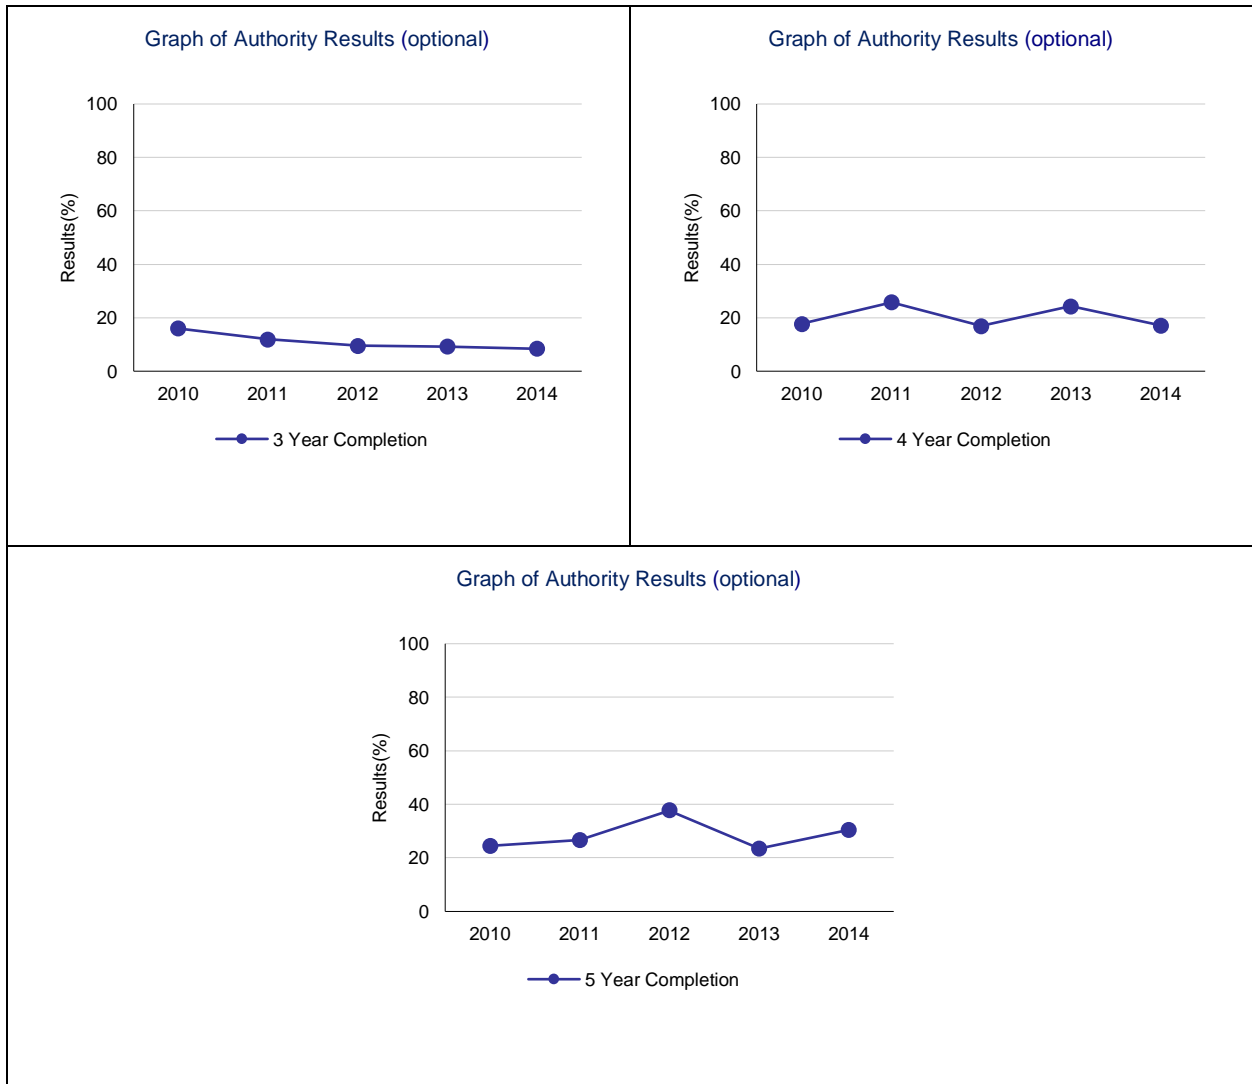 Graph of Authority Results (optional)
100
80
60
40
20
0
Results(%)
2010 2011 2012 2013 2014
3 Year Completion
Graph of Authority Results (optional)
100
80
60
40
20
0
Results(%)
2010 2011 2012 2013 2014
4 Year Completion
Graph of Authority Results (optional)
100
80
60
40
20
0
Results(%)
2010 2011 2012 2013 2014
5 Year Completion